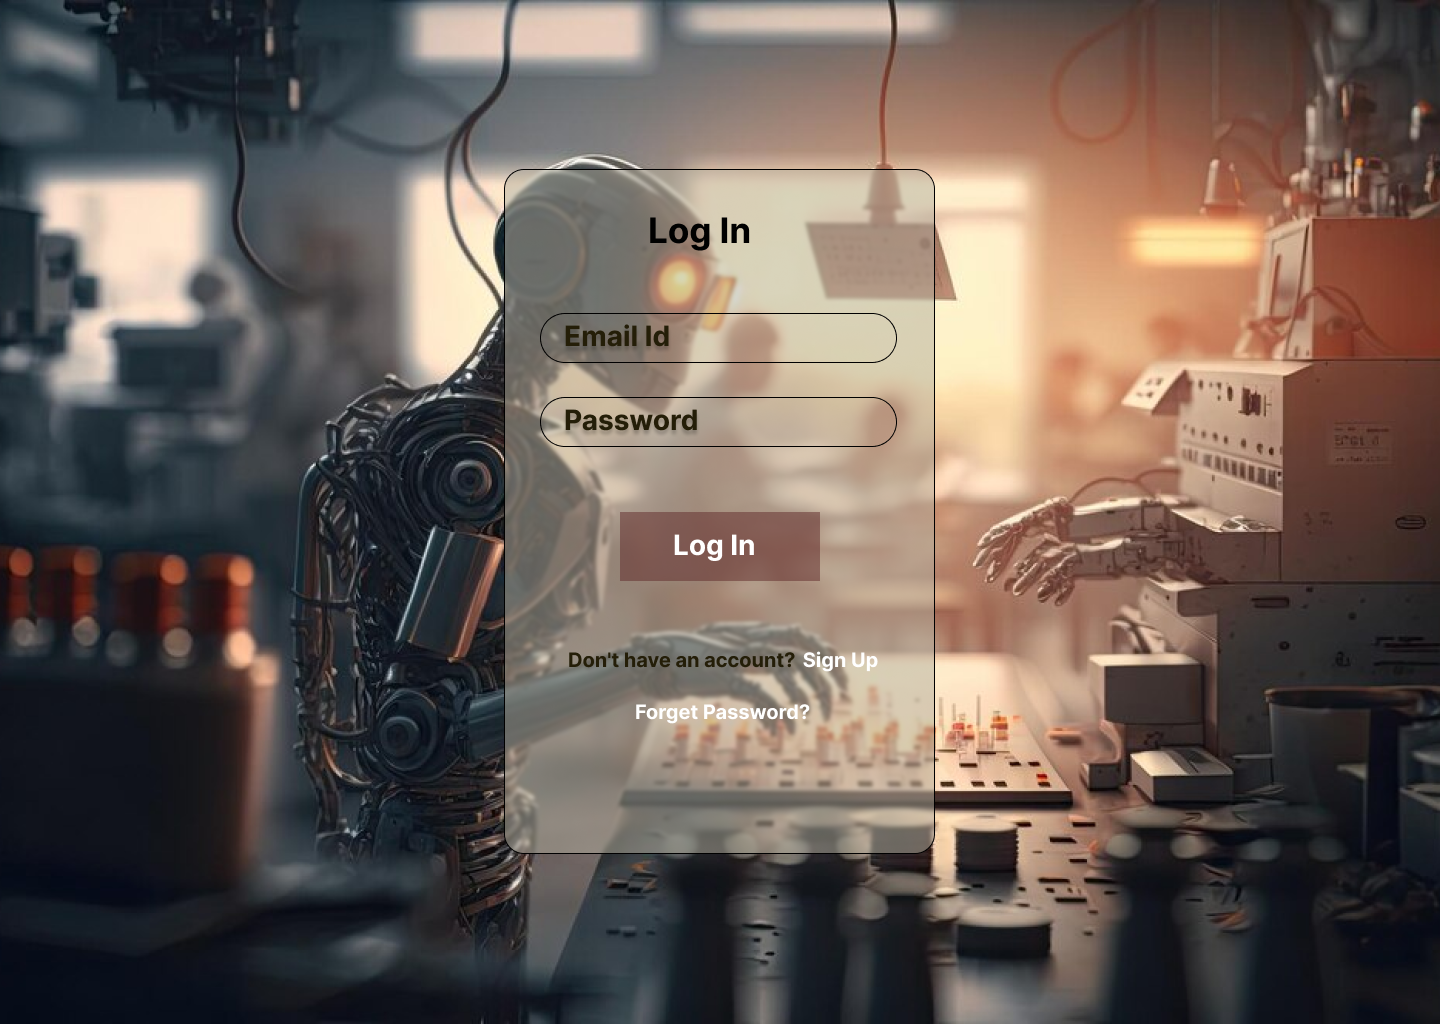 Log In
Email Id
Password
Log In
Don't have an account? Sign Up
Forget Password?